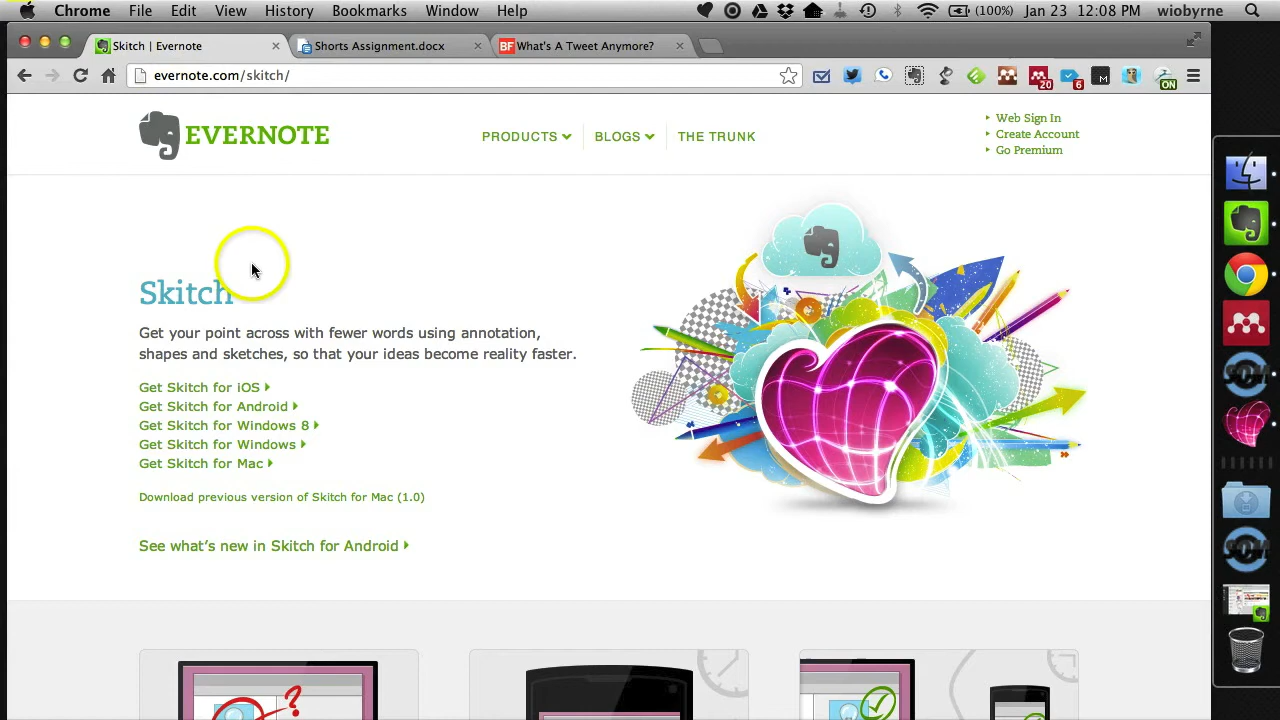 Chrome File Edit View History Bookmarks Window Help (100%) Jan 23 12:08 PM wiobyrne
Skitch | Evernote Shorts Assignment.docx BF What's A Tweet Anymore?
evernote.com/skitch/ 20 6 M ON
EVERNOTE
PRODUCTS BLOGS THE TRUNK
Web Sign In
Create Account
Go Premium
Skitch
Get your point across with fewer words using annotation,
shapes and sketches, so that your ideas become reality faster.
Get Skitch for iOS
Get Skitch for Android
Get Skitch for Windows 8
Get Skitch for Windows
Get Skitch for Mac
Download previous version of Skitch for Mac (1.0)
See what's new in Skitch for Android
?